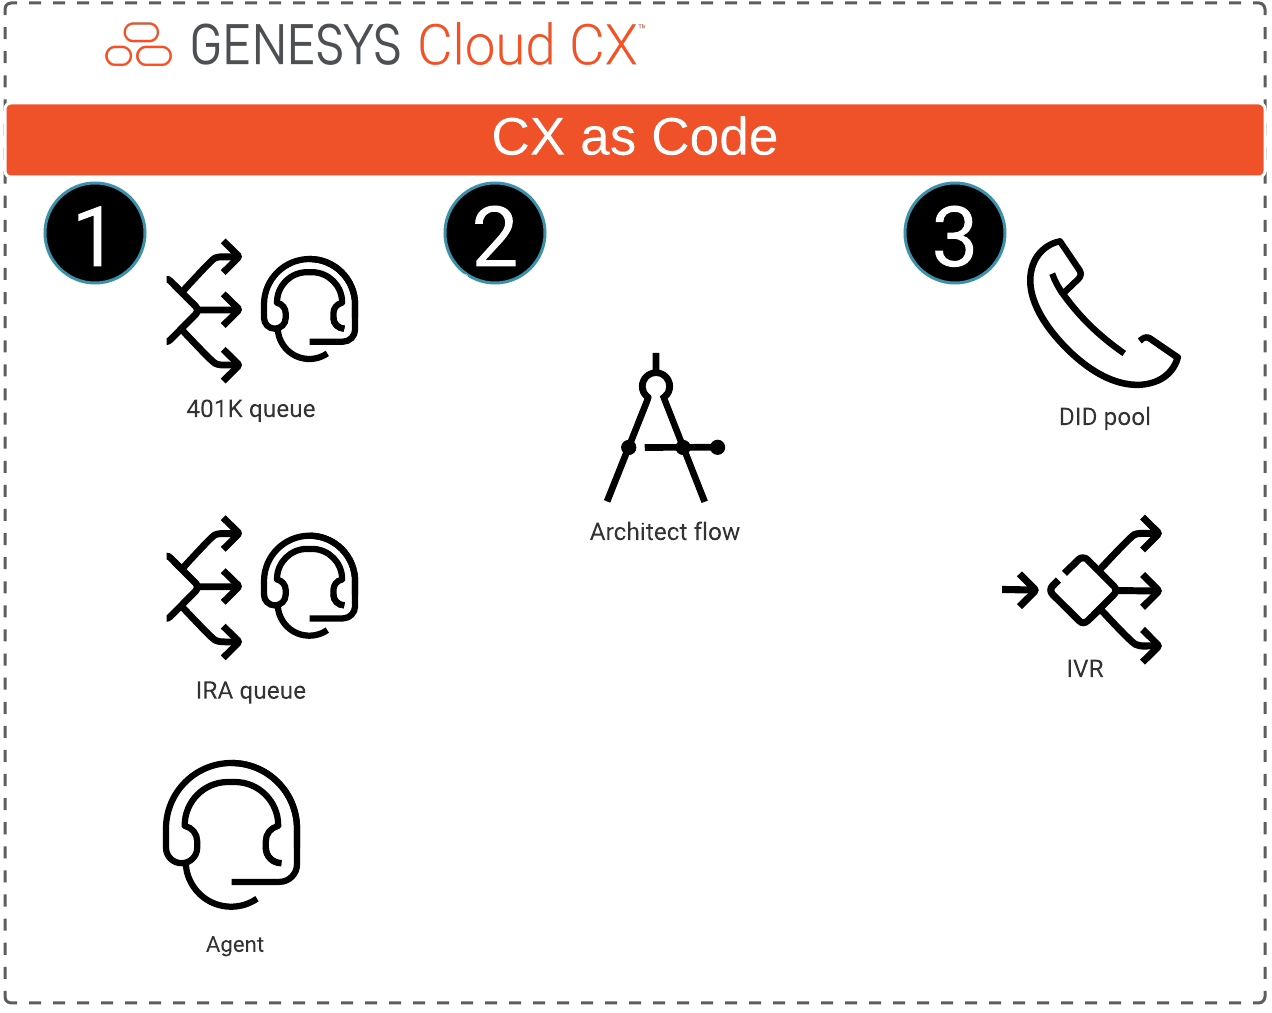 GENESYS Cloud CX™
CX as Code
1
2
3
401K queue
DID pool
Architect flow
IRA queue
IVR
Agent